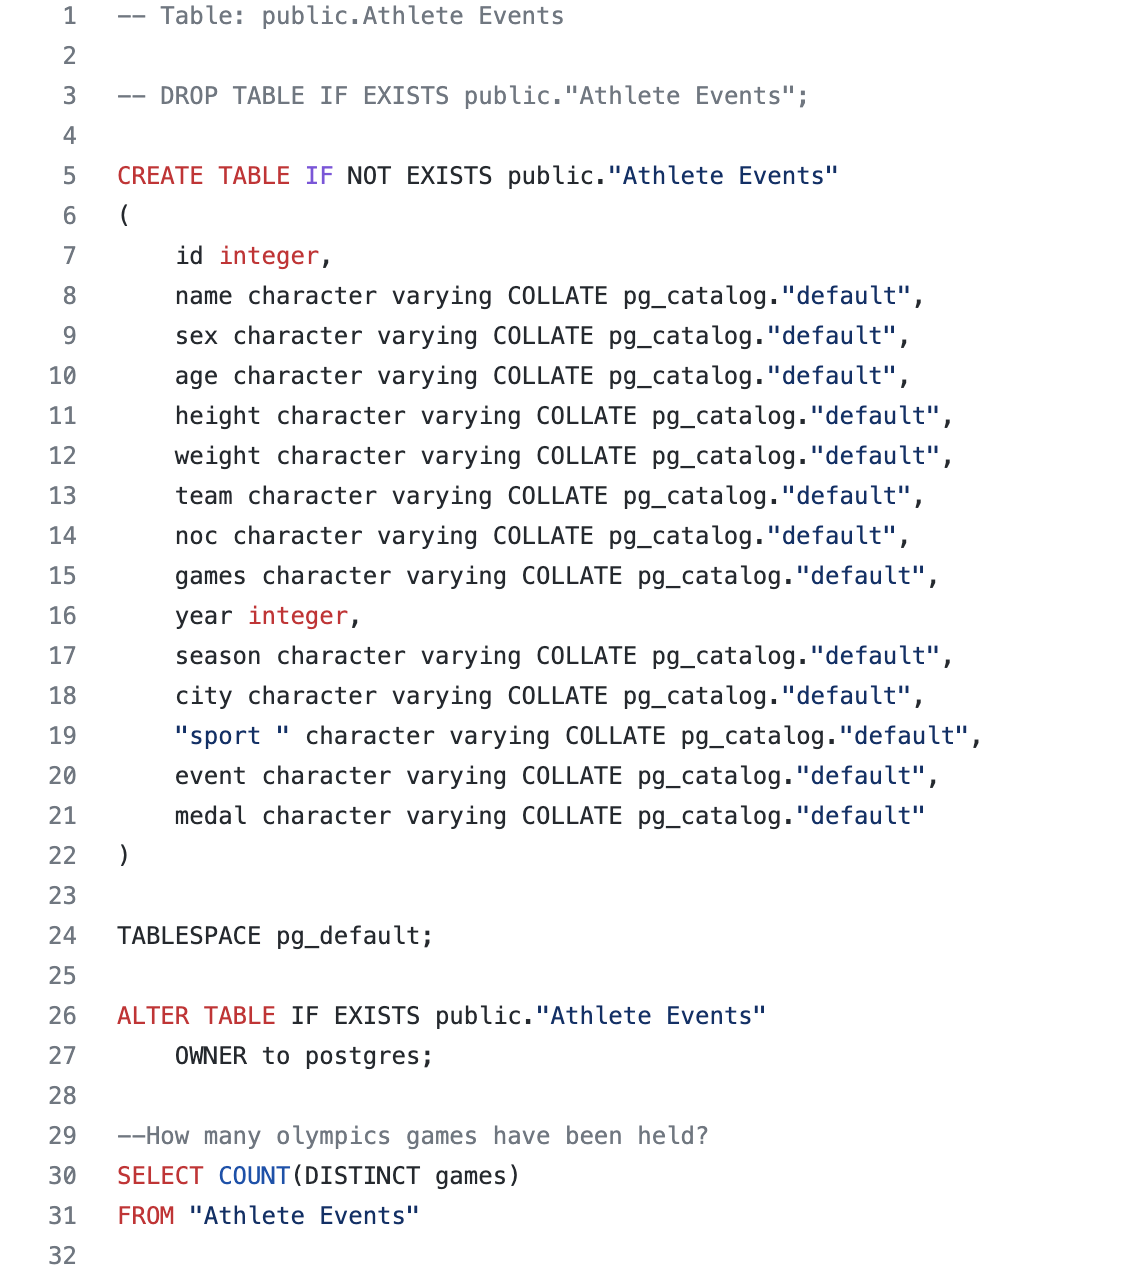 1 -- Table: public.Athlete Events
2
3 -- DROP TABLE IF EXISTS public."Athlete Events";
4
5 CREATE TABLE IF NOT EXISTS public."Athlete Events"
6 (
7     id integer,
8     name character varying COLLATE pg_catalog."default",
9     sex character varying COLLATE pg_catalog."default",
10     age character varying COLLATE pg_catalog."default",
11     height character varying COLLATE pg_catalog."default",
12     weight character varying COLLATE pg_catalog."default",
13     team character varying COLLATE pg_catalog."default",
14     noc character varying COLLATE pg_catalog."default",
15     games character varying COLLATE pg_catalog."default",
16     year integer,
17     season character varying COLLATE pg_catalog."default",
18     city character varying COLLATE pg_catalog."default",
19     "sport " character varying COLLATE pg_catalog."default",
20     event character varying COLLATE pg_catalog."default",
21     medal character varying COLLATE pg_catalog."default"
22 )
23
24 TABLESPACE pg_default;
25
26 ALTER TABLE IF EXISTS public."Athlete Events"
27     OWNER to postgres;
28
29 --How many olympics games have been held?
30 SELECT COUNT(DISTINCT games)
31 FROM "Athlete Events"
32